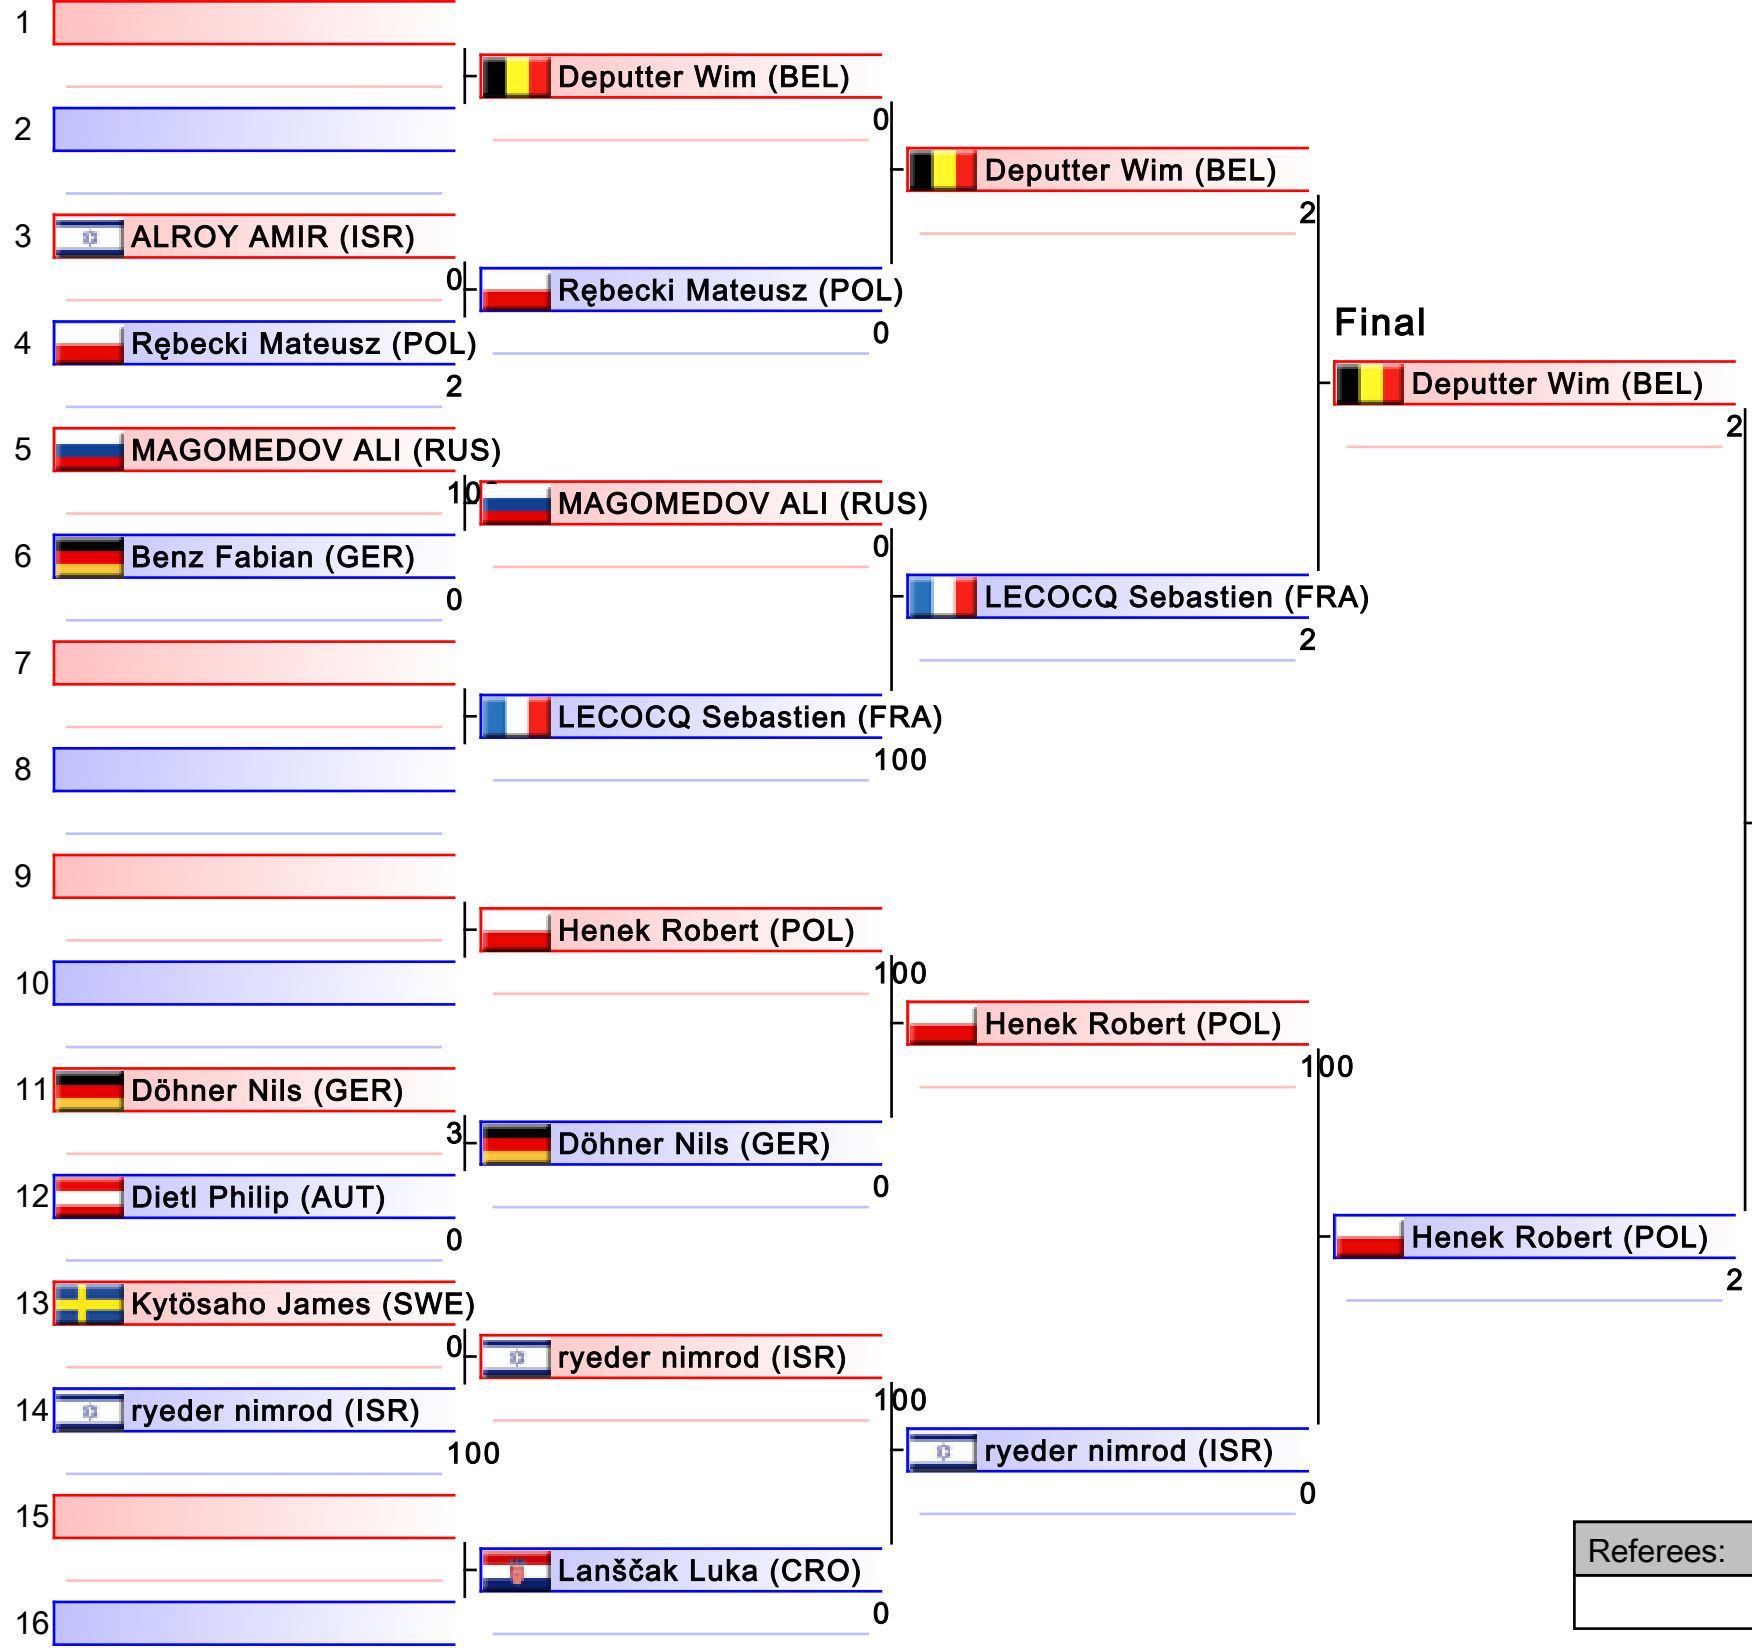 1
Deputter Wim (BEL)
0
2
Deputter Wim (BEL)
2
3 ALROY AMIR (ISR)
0
Rębecki Mateusz (POL)
0
4 Rębecki Mateusz (POL)
2
Final
Deputter Wim (BEL)
2
5 MAGOMEDOV ALI (RUS)
MAGOMEDOV ALI (RUS)
0
6 Benz Fabian (GER)
0
LECOCQ Sebastien (FRA)
2
7
LECOCQ Sebastien (FRA)
100
8
9
Henek Robert (POL)
100
10
Henek Robert (POL)
100
11 Döhner Nils (GER)
3
Döhner Nils (GER)
0
12 Dietl Philip (AUT)
0
Henek Robert (POL)
2
13 Kytösaho James (SWE)
0
ryeder nimrod (ISR)
100
14 ryeder nimrod (ISR)
100
ryeder nimrod (ISR)
0
15
Lanščak Luka (CRO)
0
16
Referees: